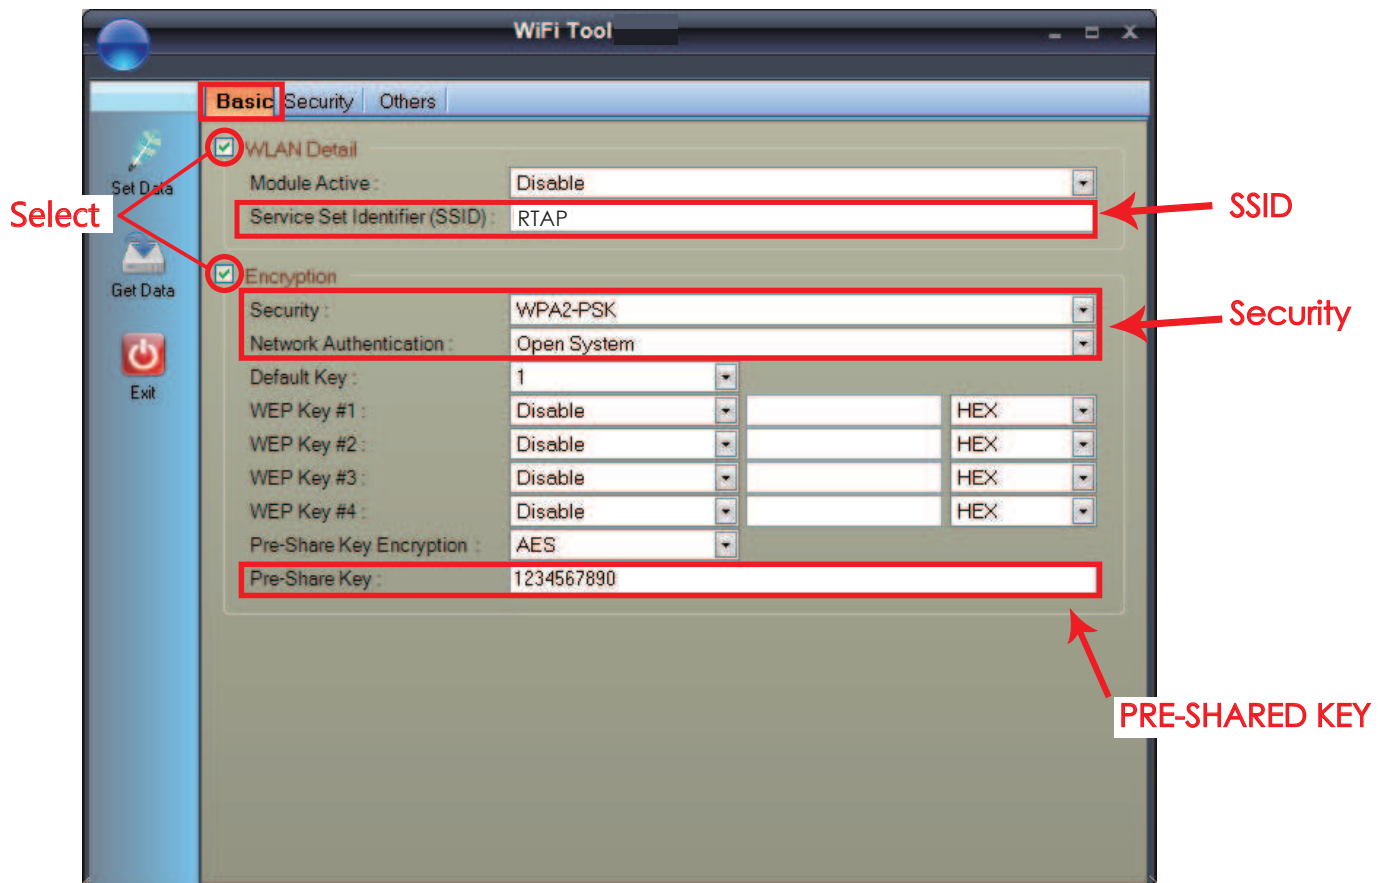 WiFi Tool
Basic Security Others
WLAN Detail
Set Data
Module Active : Disable
Select
Service Set Identifier (SSID) : RTAP
SSID
Encryption
Get Data
Security : WPA2-PSK
Security
Network Authentication : Open System
Default Key : 1
Exit
WEP Key #1 : Disable HEX
WEP Key #2 : Disable HEX
WEP Key #3 : Disable HEX
WEP Key #4 : Disable HEX
Pre-Share Key Encryption : AES
Pre-Share Key : 1234567890
PRE-SHARED KEY